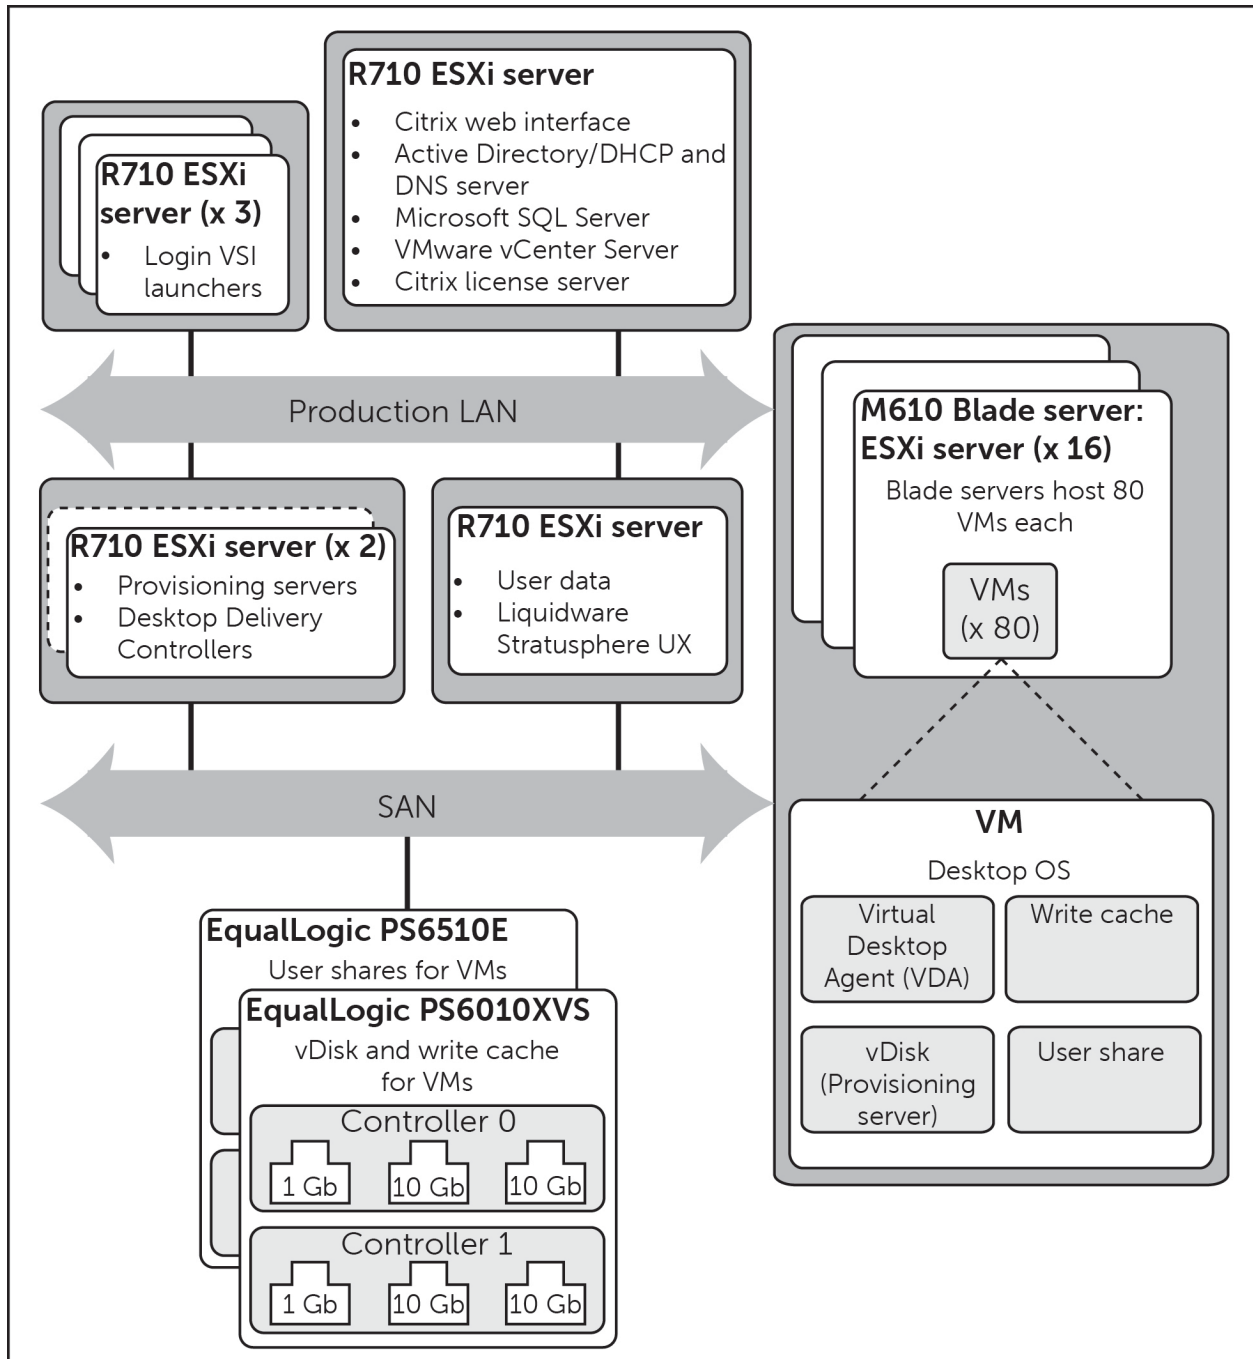 R710 ESXi server
• Citrix web interface
• Active Directory/DHCP and
DNS server
• Microsoft SQL Server
• VMware vCenter Server
• Citrix license server
R710 ESXi
server (x 3)
• Login VSI
launchers
Production LAN
M610 Blade server:
ESXi server (x 16)
Blade servers host 80
VMs each
VMs
(x 80)
R710 ESXi server (x 2)
• Provisioning servers
• Desktop Delivery
Controllers
R710 ESXi server
• User data
• Liquidware
Stratusphere UX
SAN
VM
Desktop OS
Virtual
Desktop
Agent (VDA)
Write cache
vDisk
(Provisioning
server)
User share
EqualLogic PS6510E
User shares for VMs
EqualLogic PS6010XVS
vDisk and write cache
for VMs
Controller 0
1 Gb
10 Gb
10 Gb
Controller 1
1 Gb
10 Gb
10 Gb